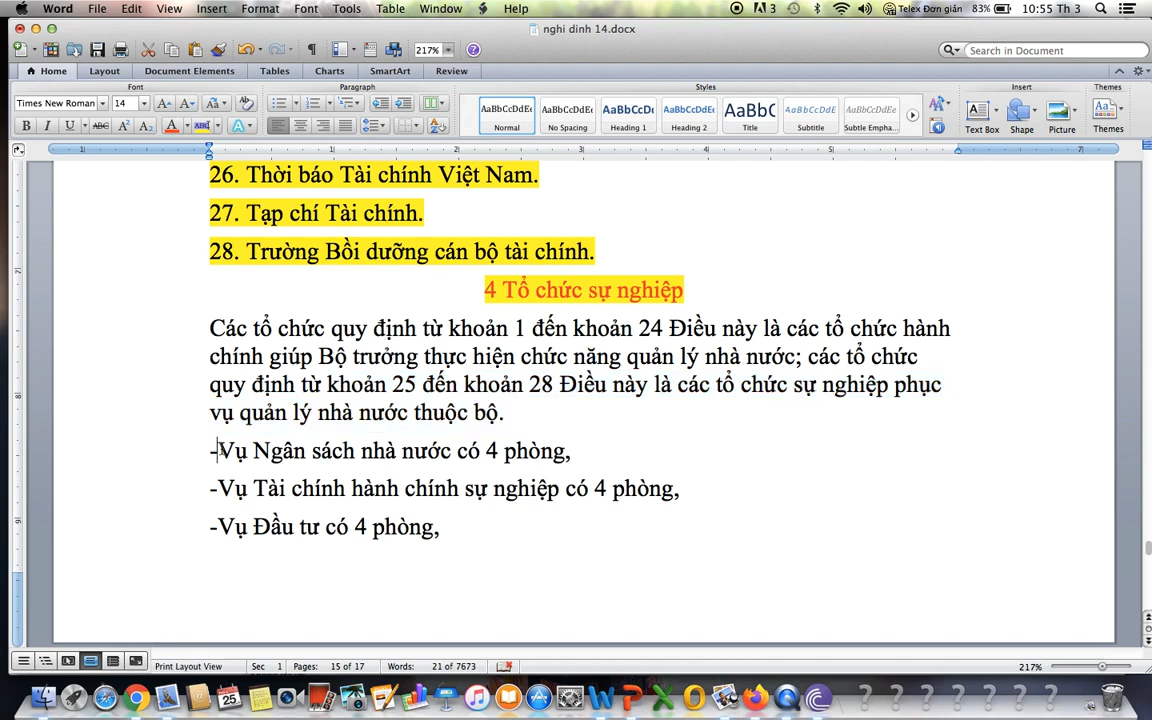 Word File Edit View Insert Format Font Tools Table Window Help 3 Telex Đơn giản 83% 10:55 Th 3
nghi dinh 14.docx
217% Search in Document
Home Layout Document Elements Tables Charts SmartArt Review
Font Paragraph Styles Insert Themes
Times New Roman 14 AaBbCcDdEe AaBbCcDdEe AaBbCcDc AaBbCcDdEe AaBbC AaBbCcDdE AaBbCcDdEe
Normal No Spacing Heading 1 Heading 2 Title Subtitle Subtle Empha... Text Box Shape Picture Themes
26. Thời báo Tài chính Việt Nam.
27. Tạp chí Tài chính.
28. Trường Bồi dưỡng cán bộ tài chính.
4 Tổ chức sự nghiệp
Các tổ chức quy định từ khoản 1 đến khoản 24 Điều này là các tổ chức hành
chính giúp Bộ trưởng thực hiện chức năng quản lý nhà nước; các tổ chức
quy định từ khoản 25 đến khoản 28 Điều này là các tổ chức sự nghiệp phục
vụ quản lý nhà nước thuộc bộ.
-Vụ Ngân sách nhà nước có 4 phòng,
-Vụ Tài chính hành chính sự nghiệp có 4 phòng,
-Vụ Đầu tư có 4 phòng,
Print Layout View Sec 1 Pages: 15 of 17 Words: 21 of 7673 217%